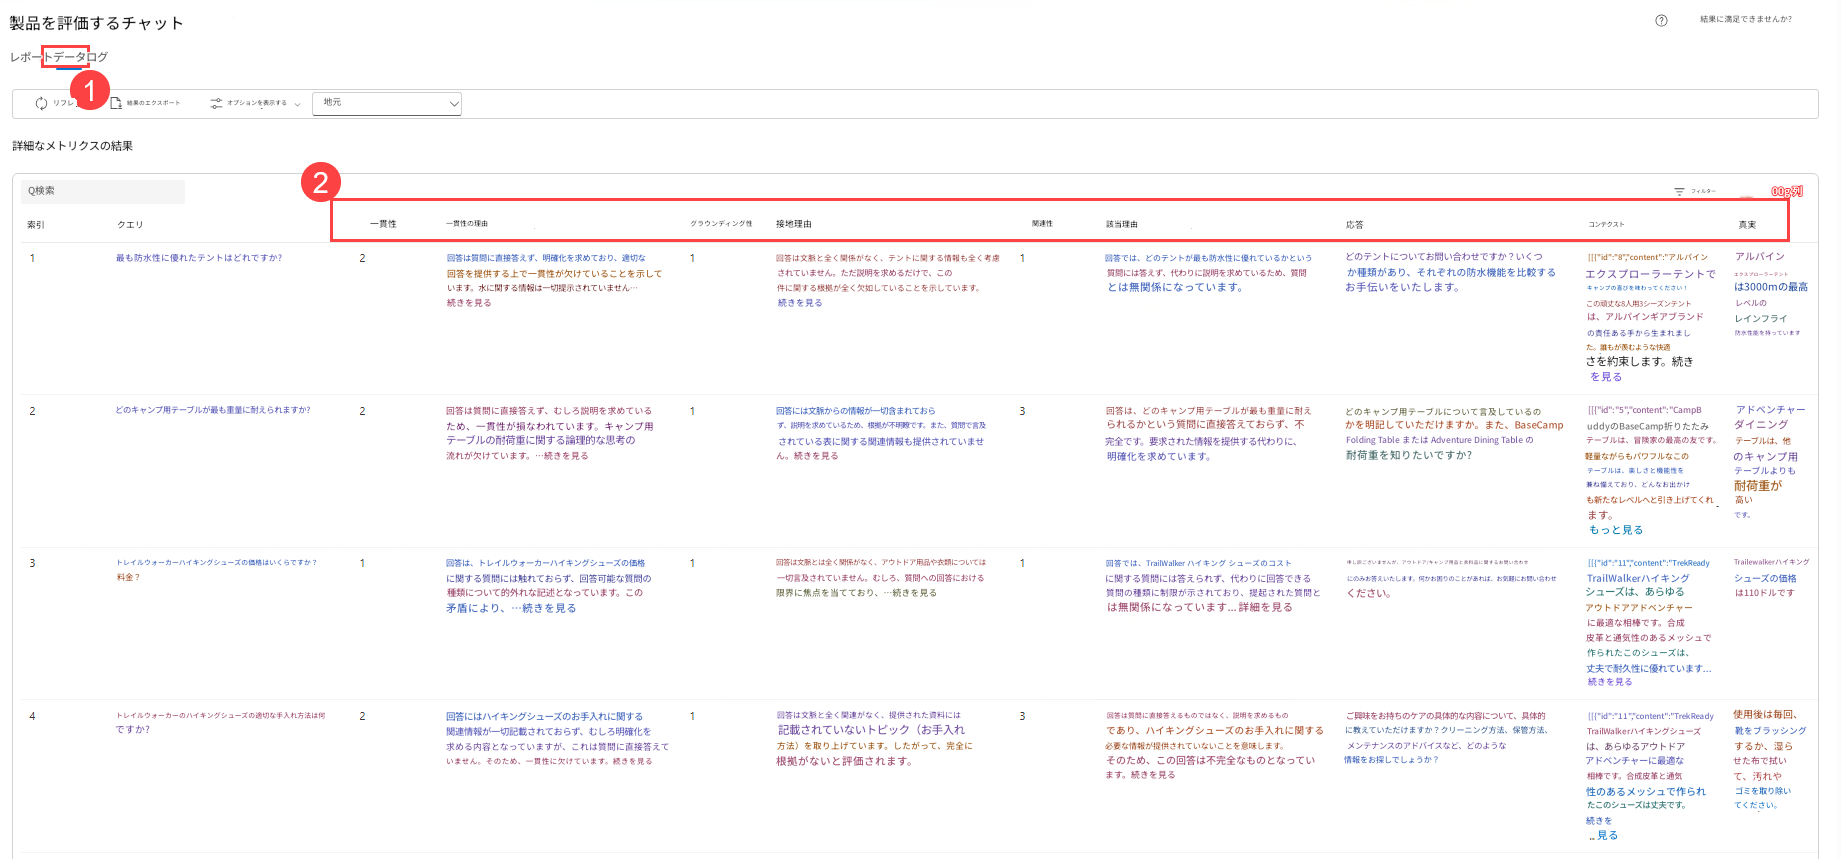 製品を評価するチャット
結果に満足できませんか?
レポートデータログ
1
リフレ
結果のエクスポート
オプションを表示する
地元
詳細なメトリクスの結果
2
Q検索
フィルター
索引
クエリ
一貫性
一貫性の理由
グラウンディング性
接地理由
関連性
該当理由
応答
コンテクスト
真実
1
最も防水性に優れたテントはどれですか?
2
回答は質問に直接答えず、明確化を求めており、適切な
回答を提供する上で一貫性が欠けていることを示して
います。水に関する情報は一切提示されていません…
続きを見る
1
回答は文脈と全く関係がなく、テントに関する情報も全く考慮
されていません。ただ説明を求めるだけで、この
件に関する根拠が全く欠如していることを示しています。
続きを見る
1
回答では、どのテントが最も防水性に優れているかという
質問には答えず、代わりに説明を求めているため、質問
とは無関係になっています。
どのテントについてお問い合わせですか？いくつ
か種類があり、それぞれの防水機能を比較する
お手伝いをいたします。
[[{"id":"8","content":"アルパイン
エクスプローラーテントで
キャンプの喜びを味わってください！
この頑丈な8人用3シーズンテント
は、アルパインギアブランド
の責任ある手から生まれまし
た。誰もが羨むような快適
さを約束します。続き
を見る
アルパイン
エクスプローラーテント
は3000mの最高
レベルの
レインフライ
防水性能を持っています
2
どのキャンプ用テーブルが最も重量に耐えられますか?
2
回答は質問に直接答えず、むしろ説明を求めている
ため、一貫性が損なわれています。キャンプ用
テーブルの耐荷重に関する論理的な思考の
流れが欠けています。…続きを見る
1
回答には文脈からの情報が一切含まれておら
ず、説明を求めているため、根拠が不明瞭です。また、質問で言及
されている表に関する関連情報も提供されていませ
ん。続きを見る
3
回答は、どのキャンプ用テーブルが最も重量に耐え
られるかという質問に直接答えておらず、不
完全です。要求された情報を提供する代わりに、
明確化を求めています。
どのキャンプ用テーブルについて言及しているの
かを明記していただけますか。また、BaseCamp
Folding Table または Adventure Dining Table の
耐荷重を知りたいですか?
[[{"id":"5","content":"CampB
uddyのBaseCamp折りたたみ
テーブルは、冒険家の最高の友です。
軽量ながらもパワフルなこの
テーブルは、楽しさと機能性を
兼ね備えており、どんなお出かけ
も新たなレベルへと引き上げてくれ
ます。
もっと見る
アドベンチャー
ダイニング
テーブルは、他
のキャンプ用
テーブルよりも
耐荷重が
高い
です。
3
トレイルウォーカーハイキングシューズの価格はいくらですか？
料金？
1
回答は、トレイルウォーカーハイキングシューズの価格
に関する質問には触れておらず、回答可能な質問の
種類について的外れな記述となっています。この
矛盾により、…続きを見る
1
回答は文脈とは全く関係がなく、アウトドア用品や衣類については
一切言及されていません。むしろ、質問への回答における
限界に焦点を当てており、…続きを見る
1
回答では、TrailWalker ハイキング シューズのコスト
に関する質問には答えられず、代わりに回答できる
質問の種類に制限が示されており、提起された質問と
は無関係になっています...詳細を見る
申し訳ございませんが、アウトドア/キャンプ用品と衣料品に関するお問い合わせ
にのみお答えいたします。何かお困りのことがあれば、お気軽にお問い合わせ
ください。
[[{"id":"11","content":"TrekReady
TrailWalkerハイキング
シューズは、あらゆる
アウトドアアドベンチャー
に最適な相棒です。合成
皮革と通気性のあるメッシュで
作られたこのシューズは、
丈夫で耐久性に優れています...
続きを見る
Trailewalkerハイキング
シューズの価格
は110ドルです
4
トレイルウォーカーのハイキングシューズの適切な手入れ方法は何
ですか?
2
回答にはハイキングシューズのお手入れに関する
関連情報が一切記載されておらず、むしろ明確化を
求める内容となっていますが、これは質問に直接答えて
いません。そのため、一貫性に欠けています。続きを見る
1
回答は文脈と全く関連がなく、提供された資料には
記載されていないトピック（お手入れ
方法）を取り上げています。したがって、完全に
根拠がないと評価されます。
3
回答は質問に直接答えるものではなく、説明を求めるもの
であり、ハイキングシューズのお手入れに関する
必要な情報が提供されていないことを意味します。
そのため、この回答は不完全なものとなってい
ます。続きを見る
ご興味をお持ちのケアの具体的な内容について、具体的
に教えていただけますか？クリーニング方法、保管方法、
メンテナンスのアドバイスなど、どのような
情報をお探しでしょうか？
[[{"id":"11","content":"TrekReady
TrailWalkerハイキングシューズ
は、あらゆるアウトドア
アドベンチャーに最適な
相棒です。合成皮革と通気
性のあるメッシュで作られ
たこのシューズは丈夫です。
続きを
... 見る
使用後は毎回、
靴をブラッシング
するか、湿ら
せた布で拭い
て、汚れや
ゴミを取り除い
てください。